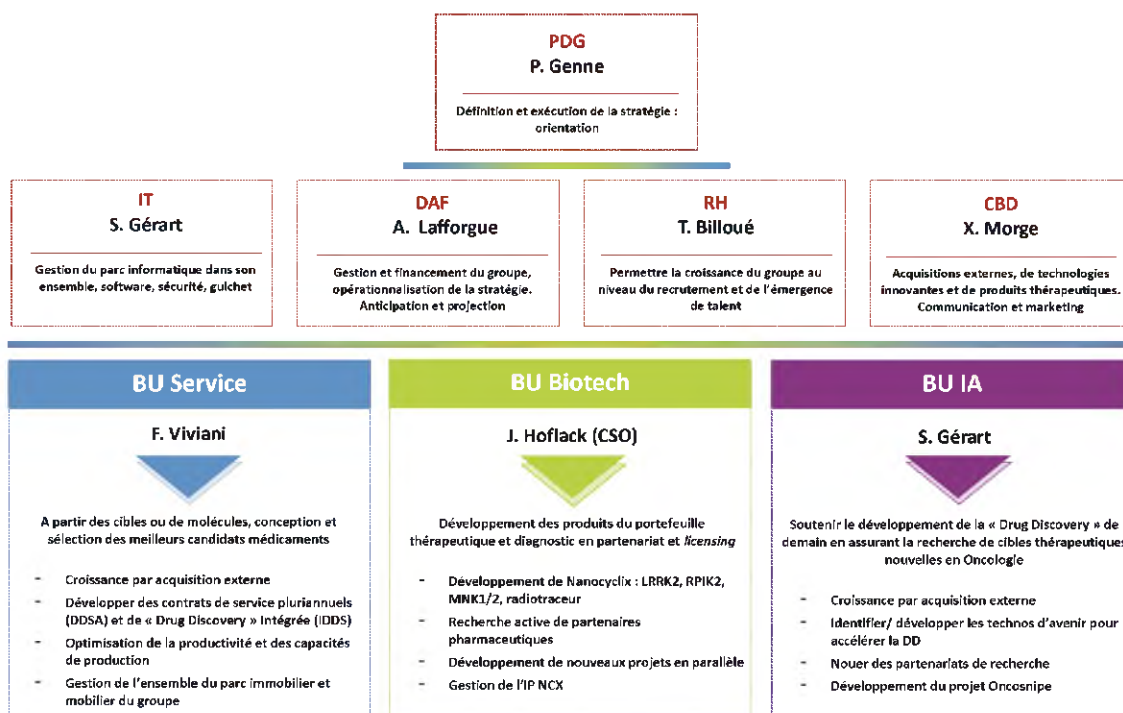 PDG
P. Genne
Définition et exécution de la stratégie :
orientation
IT
S. Gérart
Gestion du parc informatique dans son
ensemble, software, sécurité, guichet
DAF
A. Lafforgue
Gestion et financement du groupe,
opérationnalisation de la stratégie.
Anticipation et projection
RH
T. Billoué
Permettre la croissance du groupe au
niveau du recrutement et de l'émergence
de talent
CBD
X. Morge
Acquisitions externes, de technologies
innovantes et de produits thérapeutiques.
Communication et marketing
BU Service
F. Viviani
A partir des cibles ou de molécules, conception et
sélection des meilleurs candidats médicaments
- Croissance par acquisition externe
- Développer des contrats de service pluriannuels
(DDSA) et de « Drug Discovery » Intégrée (IDDS)
- Optimisation de la productivité et des capacités
de production
- Gestion de l'ensemble du parc immobilier et
mobilier du groupe
BU Biotech
J. Hoflack (CSO)
Développement des produits du portefeuille
thérapeutique et diagnostic en partenariat et licensing
- Développement de Nanocyclix : LRRK2, RPIK2,
MNK1/2, radiotraceur
- Recherche active de partenaires
pharmaceutiques
- Développement de nouveaux projets en parallèle
- Gestion de l'IP NCX
BU IA
S. Gérart
Soutenir le développement de la « Drug Discovery » de
demain en assurant la recherche de cibles thérapeutiques
nouvelles en Oncologie
- Croissance par acquisition externe
- Identifier/ développer les technos d'avenir pour
accélérer la DD
- Nouer des partenariats de recherche
- Développement du projet Oncosnipe